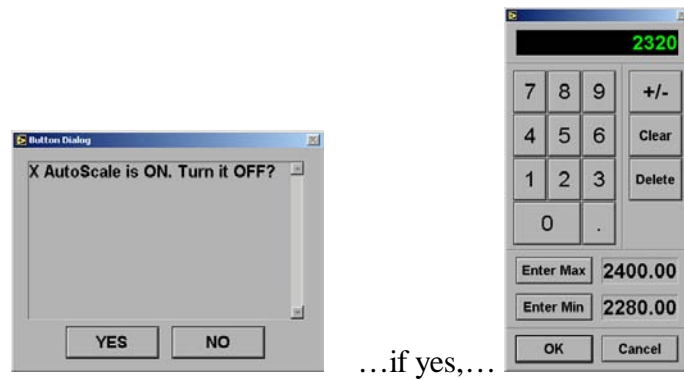 Button Dialog
X AutoScale is ON. Turn it OFF?
YES NO
...if yes,...
2320
7 8 9 +/-
4 5 6 Clear
1 2 3 Delete
0 .
Enter Max 2400.00
Enter Min 2280.00
OK Cancel